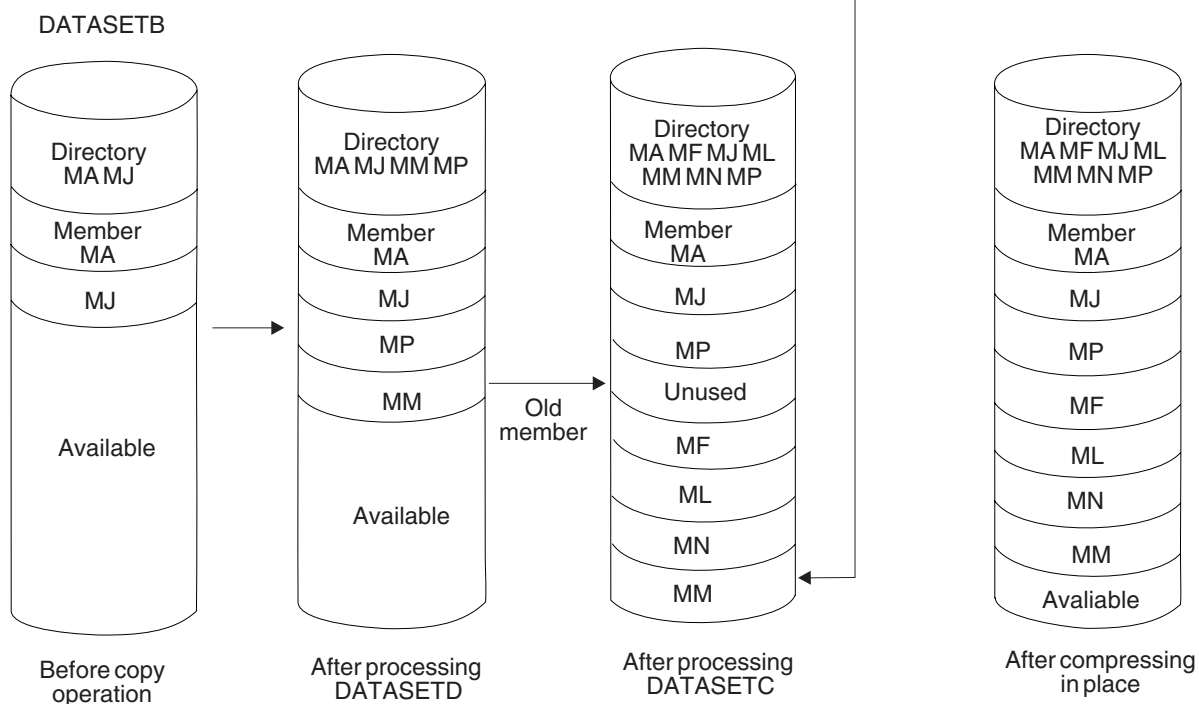 DATASETB
Directory
MA MJ
Member
MA
MJ
Available
Before copy
operation
Directory
MA MJ MM MP
Member
MA
MJ
MP
MM
Available
After processing
DATASETD
Old
member
Directory
MA MF MJ ML
MM MN MP
Member
MA
MJ
MP
Unused
MF
ML
MN
MM
After processing
DATASETC
Directory
MA MF MJ ML
MM MN MP
Member
MA
MJ
MP
MF
ML
MN
MM
Avaliable
After compressing
in place